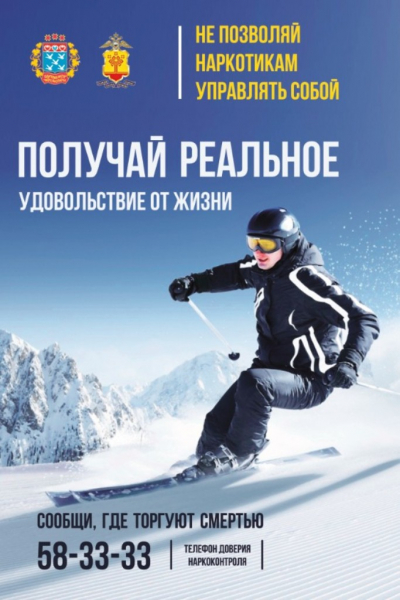 НЕ ПОЗВОЛЯЙ
НАРКОТИКАМ
УПРАВЛЯТЬ СОБОЙ
ПОЛУЧАЙ РЕАЛЬНОЕ
УДОВОЛЬСТВИЕ ОТ ЖИЗНИ
СООБЩИ, ГДЕ ТОРГУЮТ СМЕРТЬЮ
58-33-33
ТЕЛЕФОН ДОВЕРИЯ
НАРКОКОНТРОЛЯ